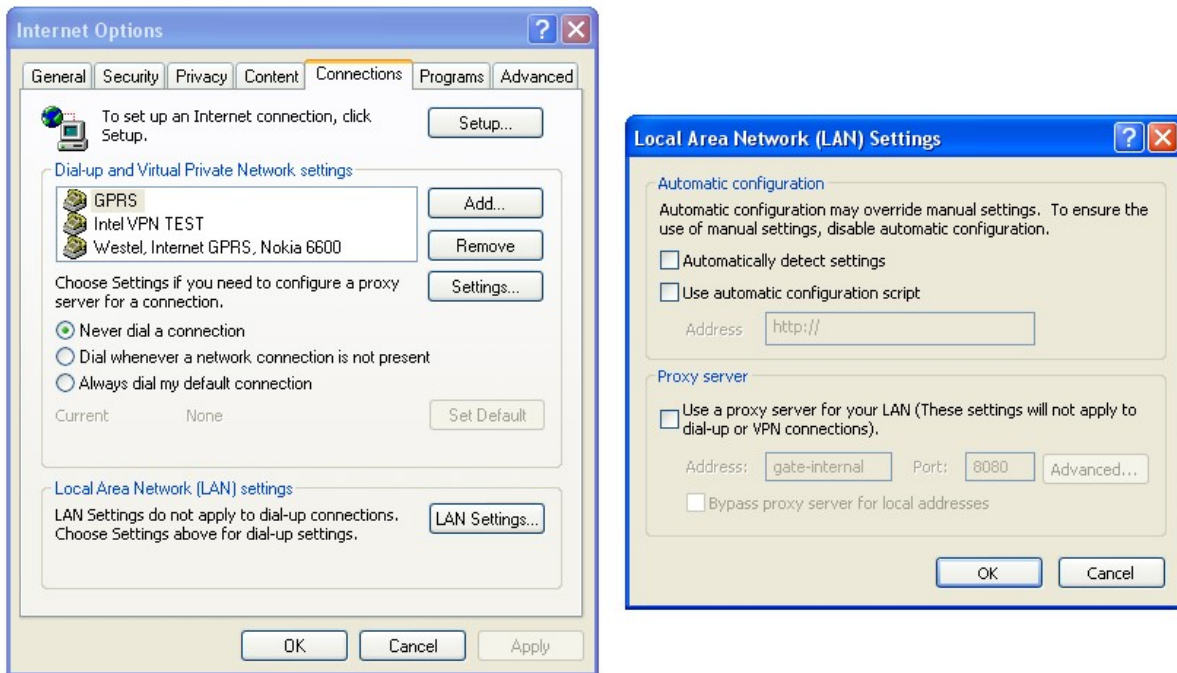 Internet Options
General
Security
Privacy
Content
Connections
Programs
Advanced
To set up an Internet connection, click
Setup.
Setup...
Dial-up and Virtual Private Network settings
GPRS
Intel VPN TEST
Westel, Internet GPRS, Nokia 6600
Add...
Remove
Choose Settings if you need to configure a proxy
server for a connection.
Settings...
Never dial a connection
Dial whenever a network connection is not present
Always dial my default connection
Current None
Set Default
Local Area Network (LAN) settings
LAN Settings do not apply to dial-up connections.
Choose Settings above for dial-up settings.
LAN Settings...
OK
Cancel
Apply
Local Area Network (LAN) Settings
Automatic configuration
Automatic configuration may override manual settings. To ensure the
use of manual settings, disable automatic configuration.
Automatically detect settings
Use automatic configuration script
Address http://
Proxy server
Use a proxy server for your LAN (These settings will not apply to
dial-up or VPN connections).
Address: gate-internal Port: 8080 Advanced...
Bypass proxy server for local addresses
OK
Cancel